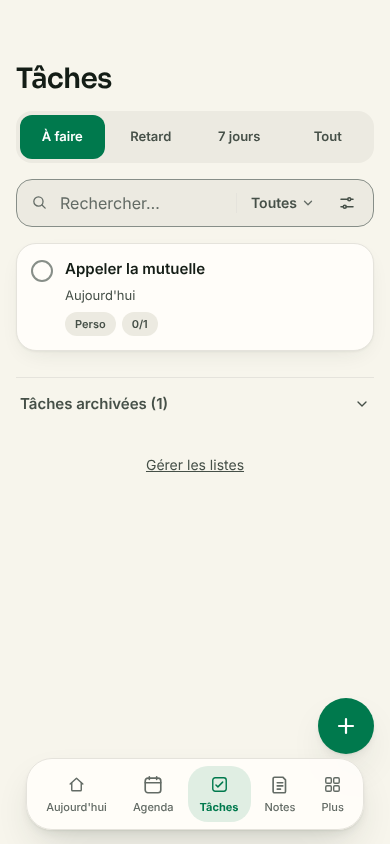 Tâches
À faire Retard 7 jours Tout
Rechercher... Toutes
Appeler la mutuelle
Aujourd'hui
Perso 0/1
Tâches archivées (1)
Gérer les listes
Aujourd'hui Agenda Tâches Notes Plus